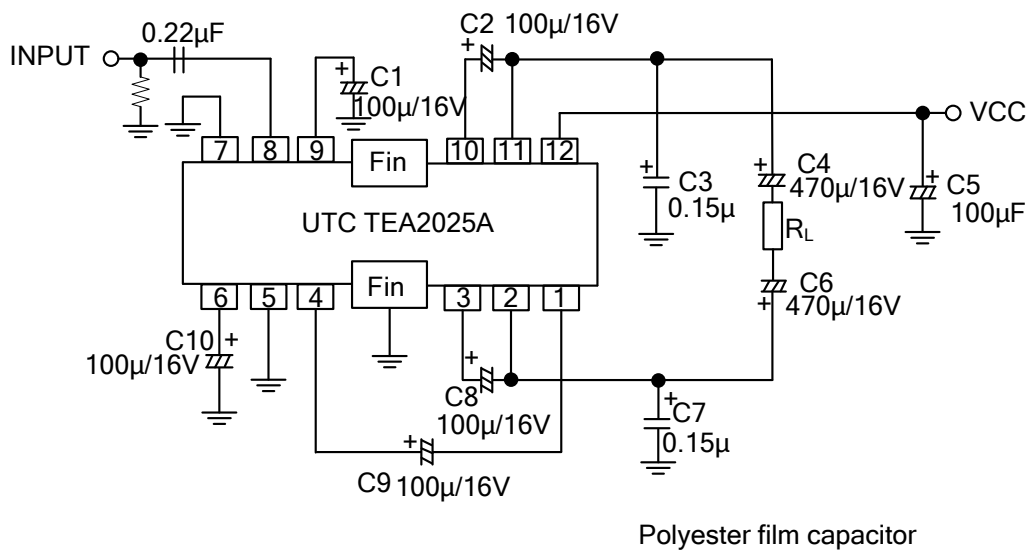 C2 100μ/16V
0.22μF
INPUT
+
+
C1
100μ/16V
VCC
7 8 9 Fin 10 11 12
+
C3
0.15μ
+
C4
470μ/16V
+
C5
100μF
UTC TEA2025A
RL
Fin
6 5 4 3 2 1
C6
470μ/16V
+
C10 +
100μ/16V
+
C8
100μ/16V
+
C7
0.15μ
+
C9 100μ/16V
Polyester film capacitor